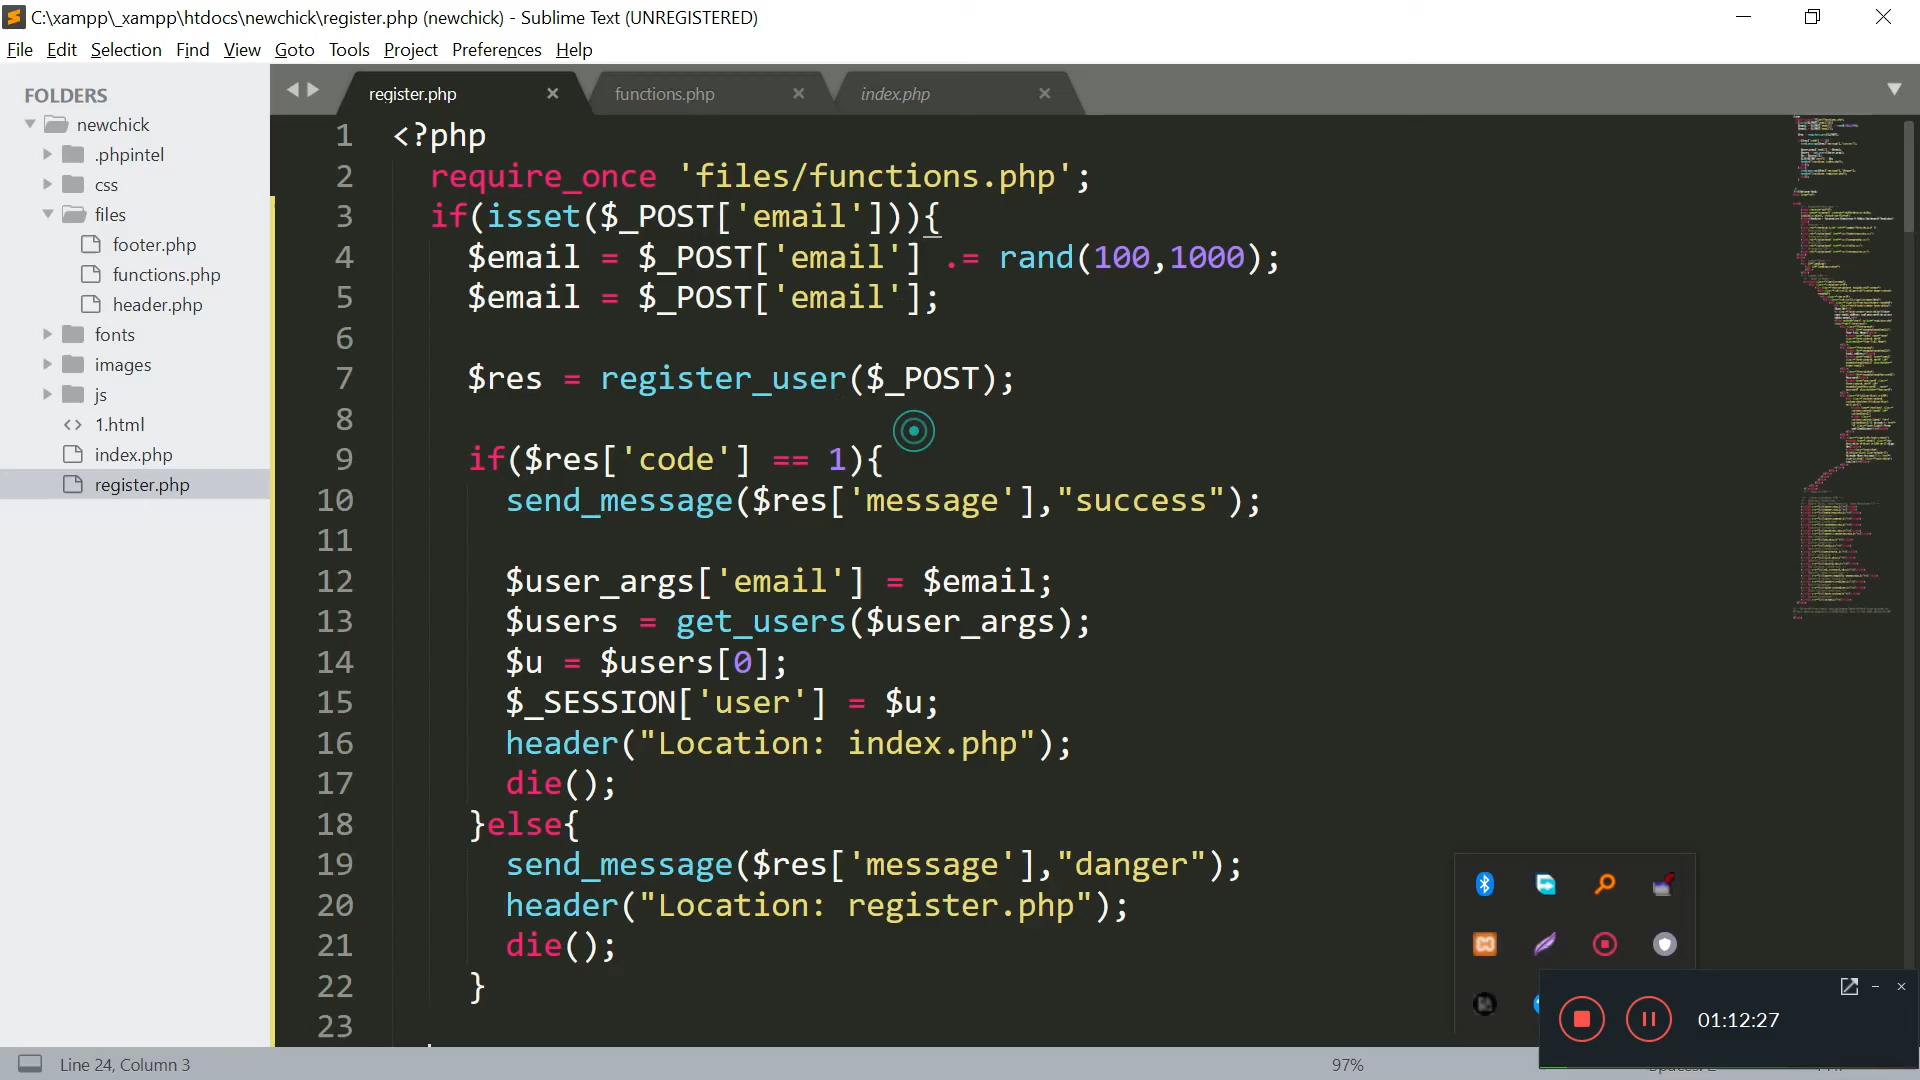 C:\xampp\_xampp\htdocs\newchick\register.php (newchick) - Sublime Text (UNREGISTERED)
File Edit Selection Find View Goto Tools Project Preferences Help
FOLDERS
newchick
.phpintel
css
files
footer.php
functions.php
header.php
fonts
images
js
<> 1.html
index.php
register.php
register.php functions.php index.php
1 <?php
2 require_once 'files/functions.php';
3 if(isset($_POST['email'])){
4 $email = $_POST['email'] .= rand(100,1000);
5 $email = $_POST['email'];
6
7 $res = register_user($_POST);
8
9 if($res['code'] == 1){
10 send_message($res['message'],"success");
11
12 $user_args['email'] = $email;
13 $users = get_users($user_args);
14 $u = $users[0];
15 $_SESSION['user'] = $u;
16 header("Location: index.php");
17 die();
18 }else{
19 send_message($res['message'],"danger");
20 header("Location: register.php");
21 die();
22 }
23
01:12:27
Line 24, Column 3
97%